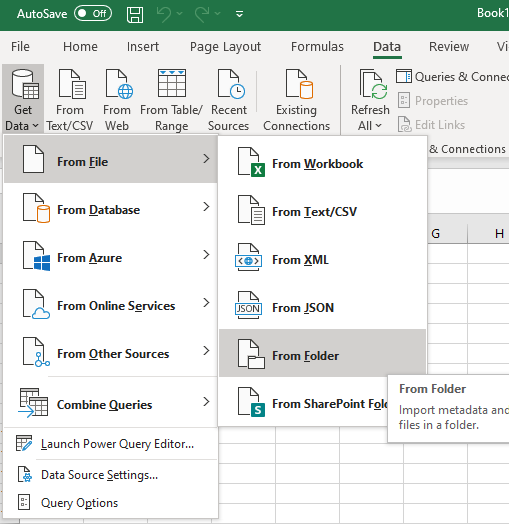 AutoSave Off Book1
File Home Insert Page Layout Formulas Data Review
Get Data
From Text/CSV
From Web
From Table/ Range
Recent Sources
Existing Connections
Refresh All
Queries & Connec
Properties
Edit Links
& Connections
From File
From Database
From Azure
From Online Services
From Other Sources
Combine Queries
Launch Power Query Editor...
Data Source Settings...
Query Options
From Workbook
From Text/CSV
From XML
JSON From JSON
From Folder
From SharePoint Fol
G H
From Folder
Import metadata and
files in a folder.